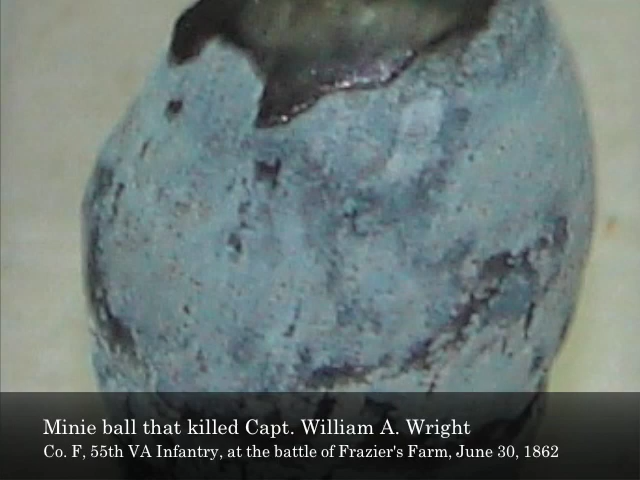 Minie ball that killed Capt. William A. Wright
Co. F, 55th VA Infantry, at the battle of Frazier's Farm, June 30, 1862